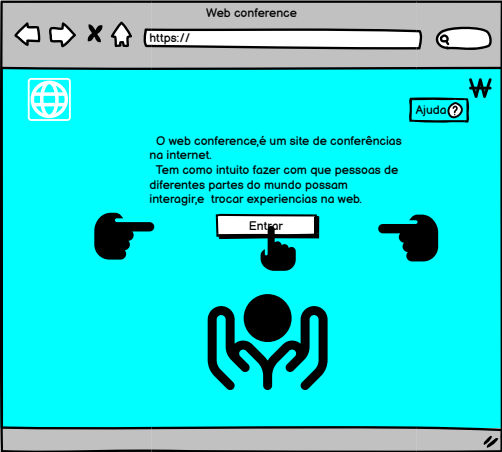 Web conference
https://
Ajuda?
O web conference,é um site de conferências
na internet.
Tem como intuito fazer com que pessoas de
diferentes partes do mundo possam
interagir,e trocar experiencias na web.
Entrar